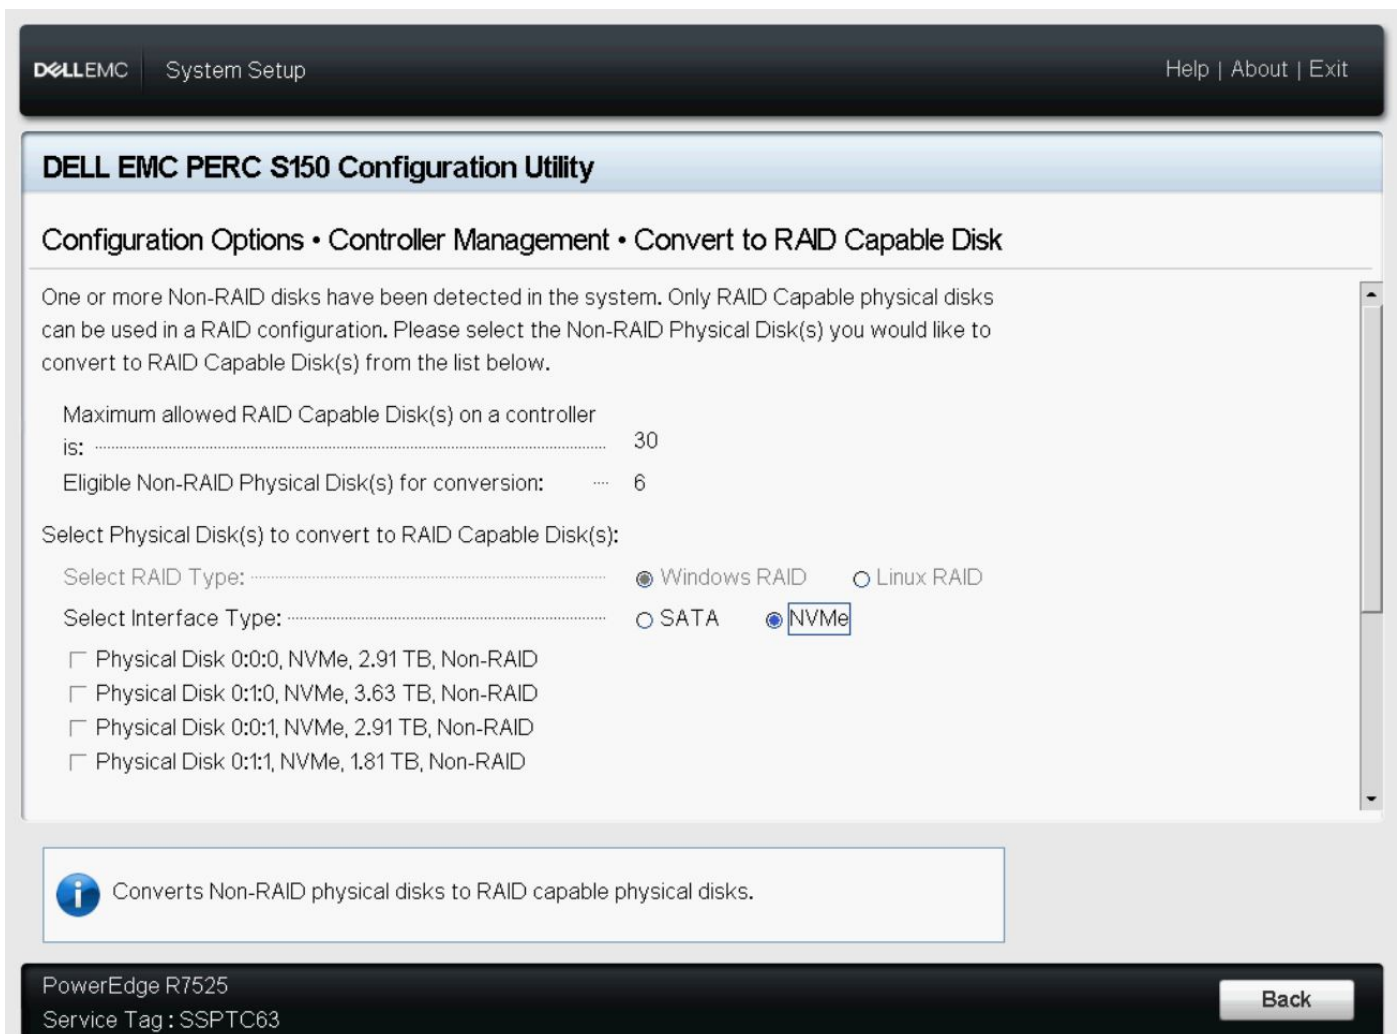 DELLEMC System Setup Help | About | Exit
DELL EMC PERC S150 Configuration Utility
Configuration Options • Controller Management • Convert to RAID Capable Disk
One or more Non-RAID disks have been detected in the system. Only RAID Capable physical disks
can be used in a RAID configuration. Please select the Non-RAID Physical Disk(s) you would like to
convert to RAID Capable Disk(s) from the list below.
Maximum allowed RAID Capable Disk(s) on a controller
is: 30
Eligible Non-RAID Physical Disk(s) for conversion: 6
Select Physical Disk(s) to convert to RAID Capable Disk(s):
Select RAID Type: Windows RAID Linux RAID
Select Interface Type: SATA NVMe
Physical Disk 0:0:0, NVMe, 2.91 TB, Non-RAID
Physical Disk 0:1:0, NVMe, 3.63 TB, Non-RAID
Physical Disk 0:0:1, NVMe, 2.91 TB, Non-RAID
Physical Disk 0:1:1, NVMe, 1.81 TB, Non-RAID
Converts Non-RAID physical disks to RAID capable physical disks.
PowerEdge R7525
Service Tag : SSPTC63
Back